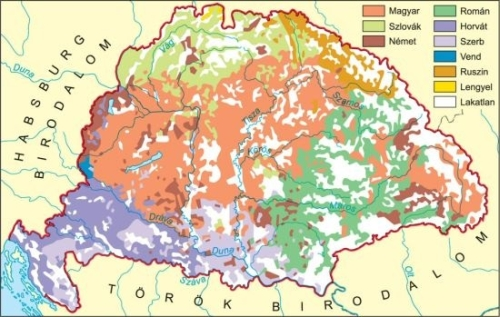 Magyar
Szlovák
Német
Román
Horvát
Szerb
Vend
Ruszin
Lengyel
Lakatlan
HABSBURG
BIRODALOM
Duna
Vág
Tisza
Szamos
Körös
Maros
Dráva
Duna
Száva
Olt
TÖRÖK BIRODALOM